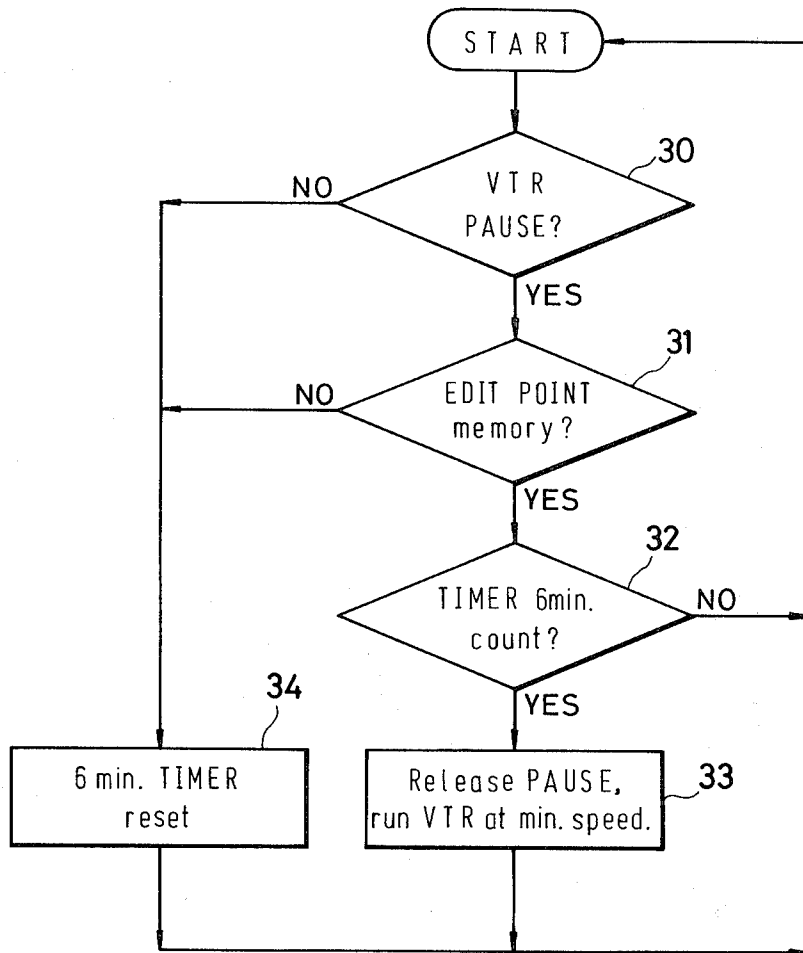 START
30
VTR
PAUSE?
NO
YES
31
EDIT POINT
memory?
NO
YES
32
TIMER 6min.
count?
NO
YES
34
6 min. TIMER
reset
33
Release PAUSE,
run VTR at min. speed.